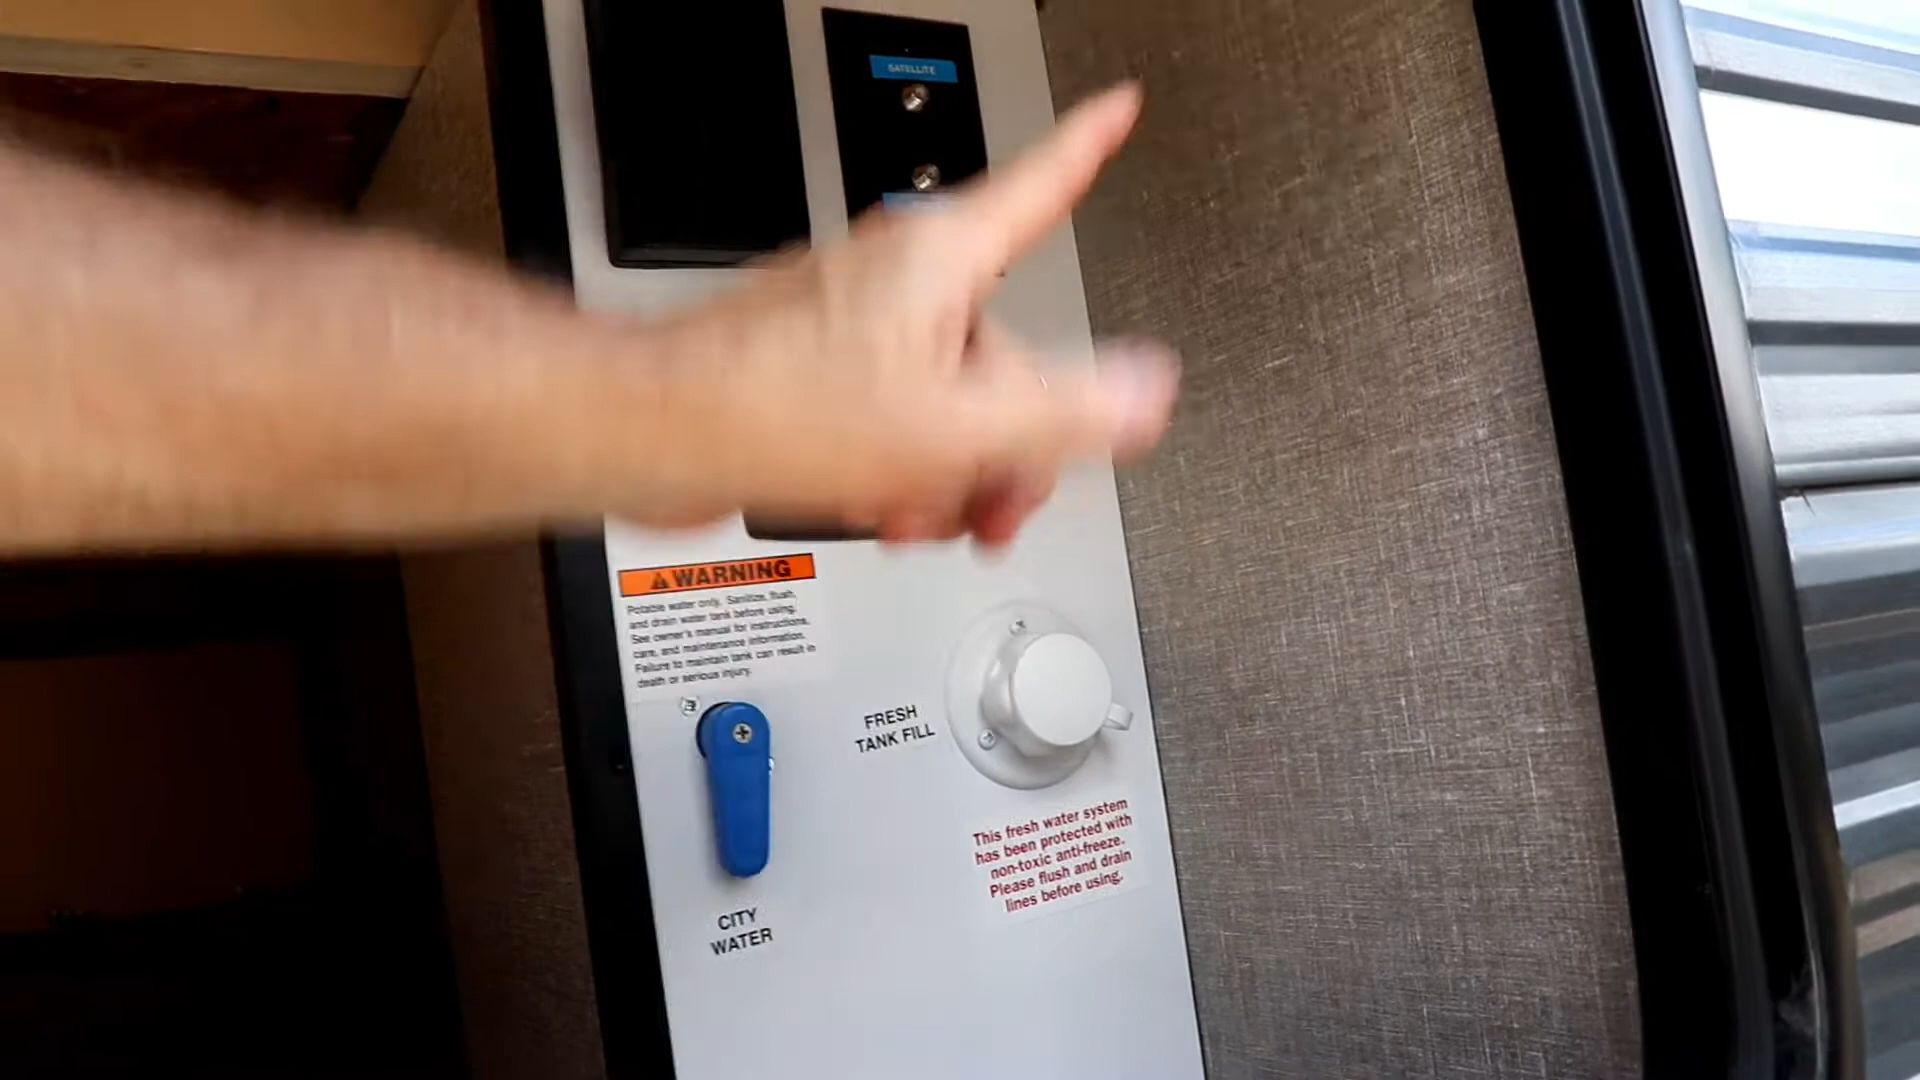 SATELLITE
WARNING
Potable water only. Sanitize, flush,
and drain water tank before using.
See owner's manual for instructions,
care, and maintenance information.
Failure to maintain tank can result in
death or serious injury.
FRESH
TANK FILL
This fresh water system
has been protected with
non-toxic anti-freeze.
Please flush and drain
lines before using.
CITY
WATER